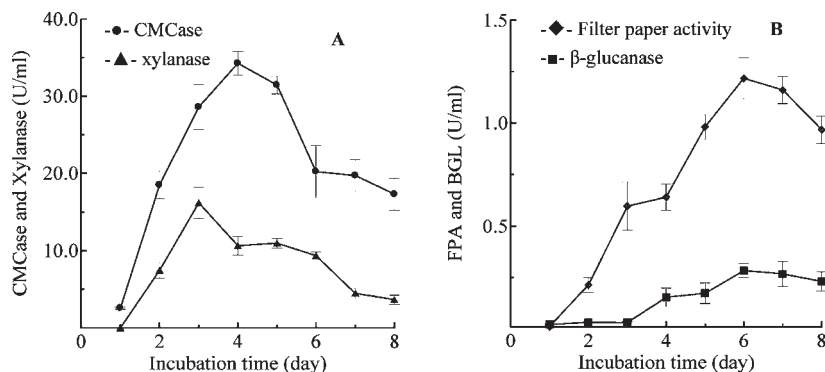 40.0
30.0
20.0
10.0
CMCase and Xylanase (U/ml)
- ● - CMCase
- ▲ - xylanase
A
0 2 4 6 8
Incubation time (day)
1.5
1.0
0.5
FPA and BGL (U/ml)
- ◆ - Filter paper activity
- ■ - β-glucanase
B
0 2 4 6 8
Incubation time (day)